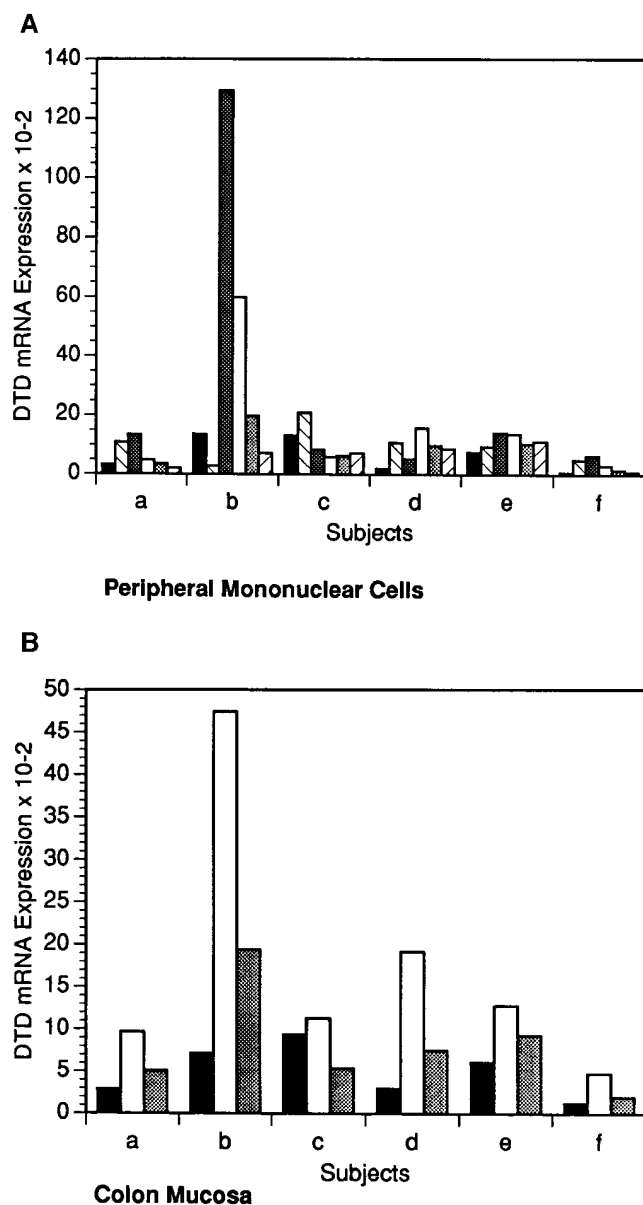 A
DTD mRNA Expression x 10-2
140
120
100
80
60
40
20
0
a b c d e f
Subjects
Peripheral Mononuclear Cells
B
DTD mRNA Expression x 10-2
50
45
40
35
30
25
20
15
10
5
0
a b c d e f
Subjects
Colon Mucosa